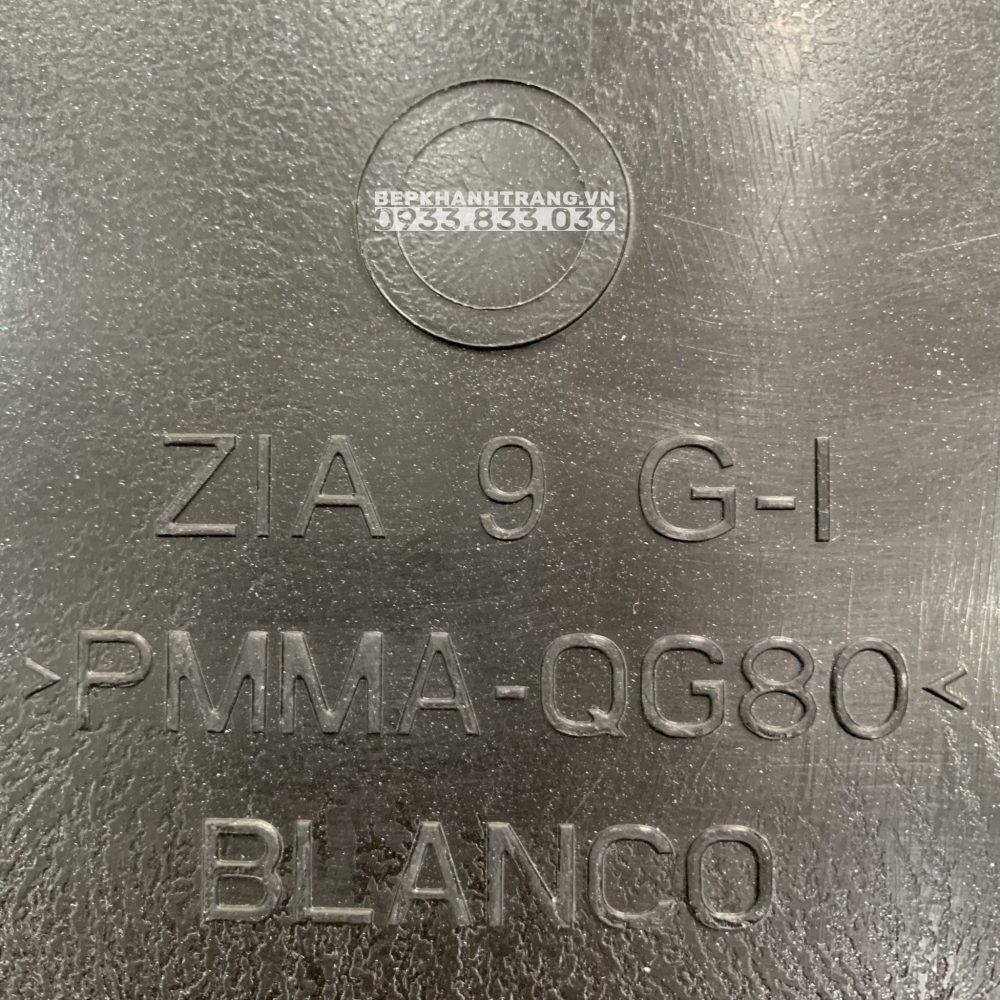 BEPKHANHTRANG.VN
0933.833.039
ZIA 9 G-I
>PMMA-QG80<
BLANCO